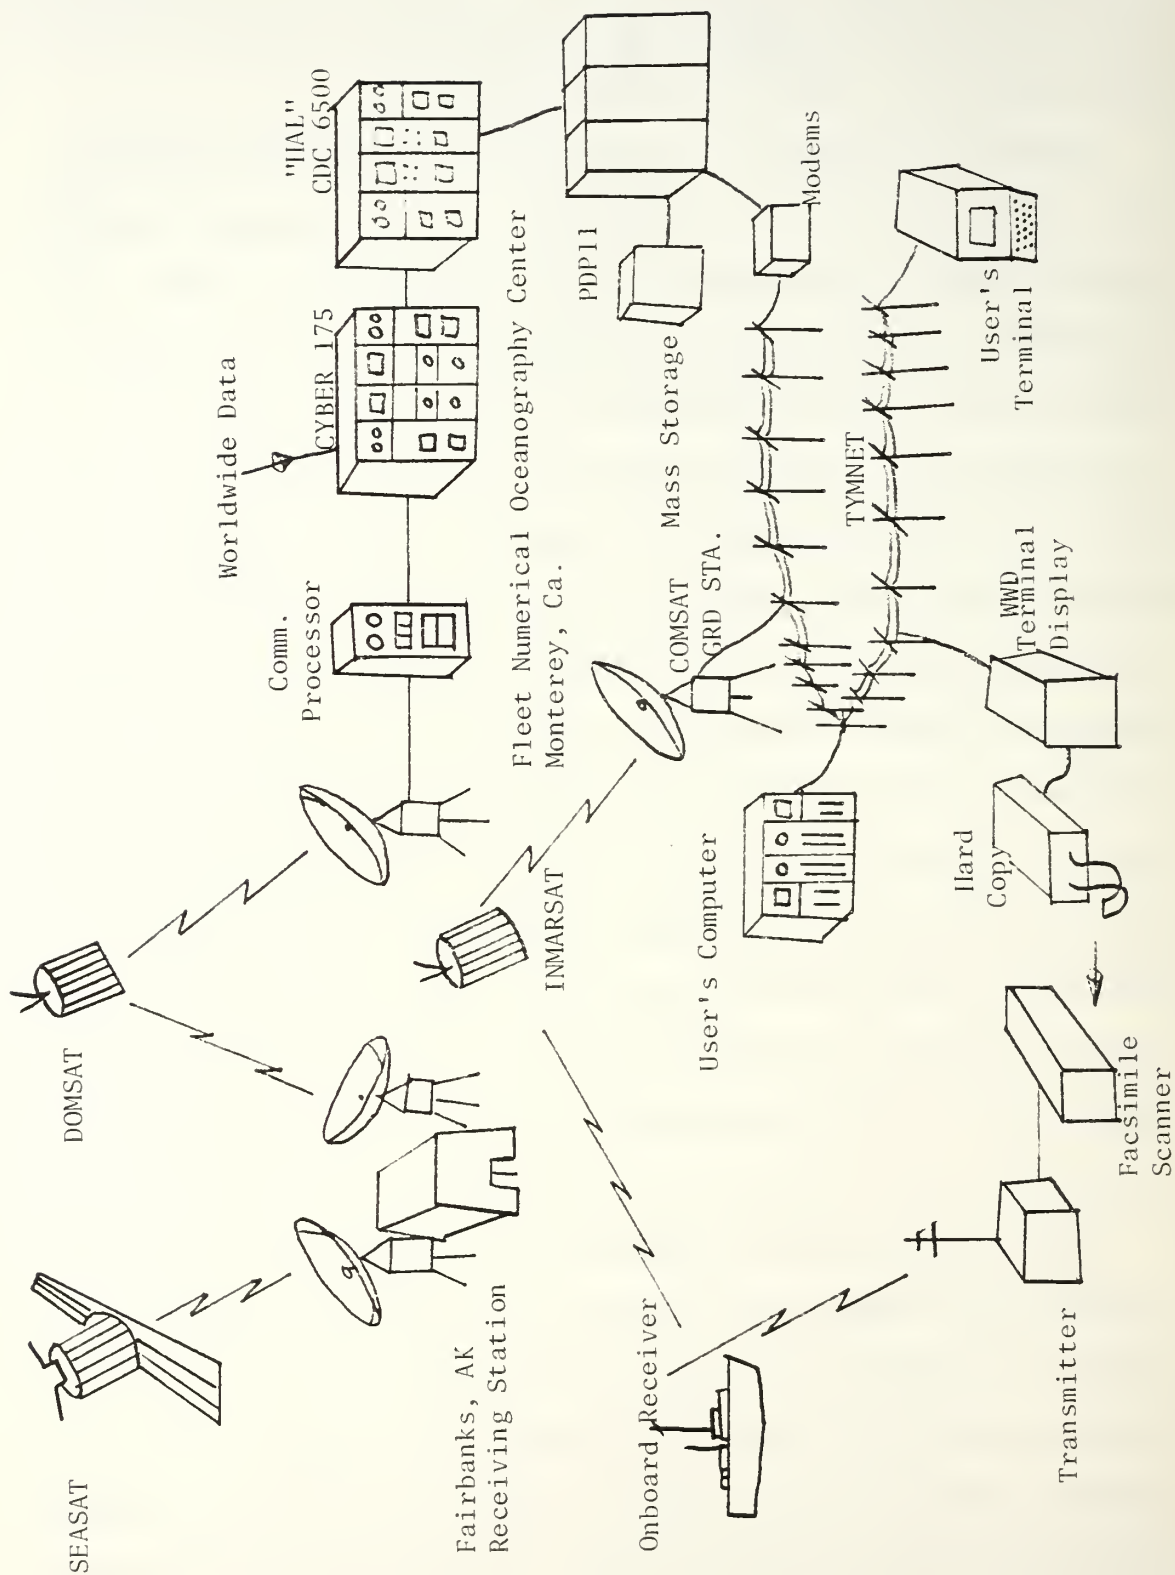 SEASAT
DOMSAT
Fairbanks, AK
Receiving Station
Worldwide Data
Comm.
Processor
CYBER 175
"HAL"
CDC 6500
Fleet Numerical Oceanography Center
Monterey, Ca.
PDP11
Mass Storage
Modems
INMARSAT
COMSAT
GRD STA.
Onboard Receiver
User's Computer
TYMNET
User's
Terminal
WWD
Terminal
Display
Hard
Copy
Facsimile
Scanner
Transmitter